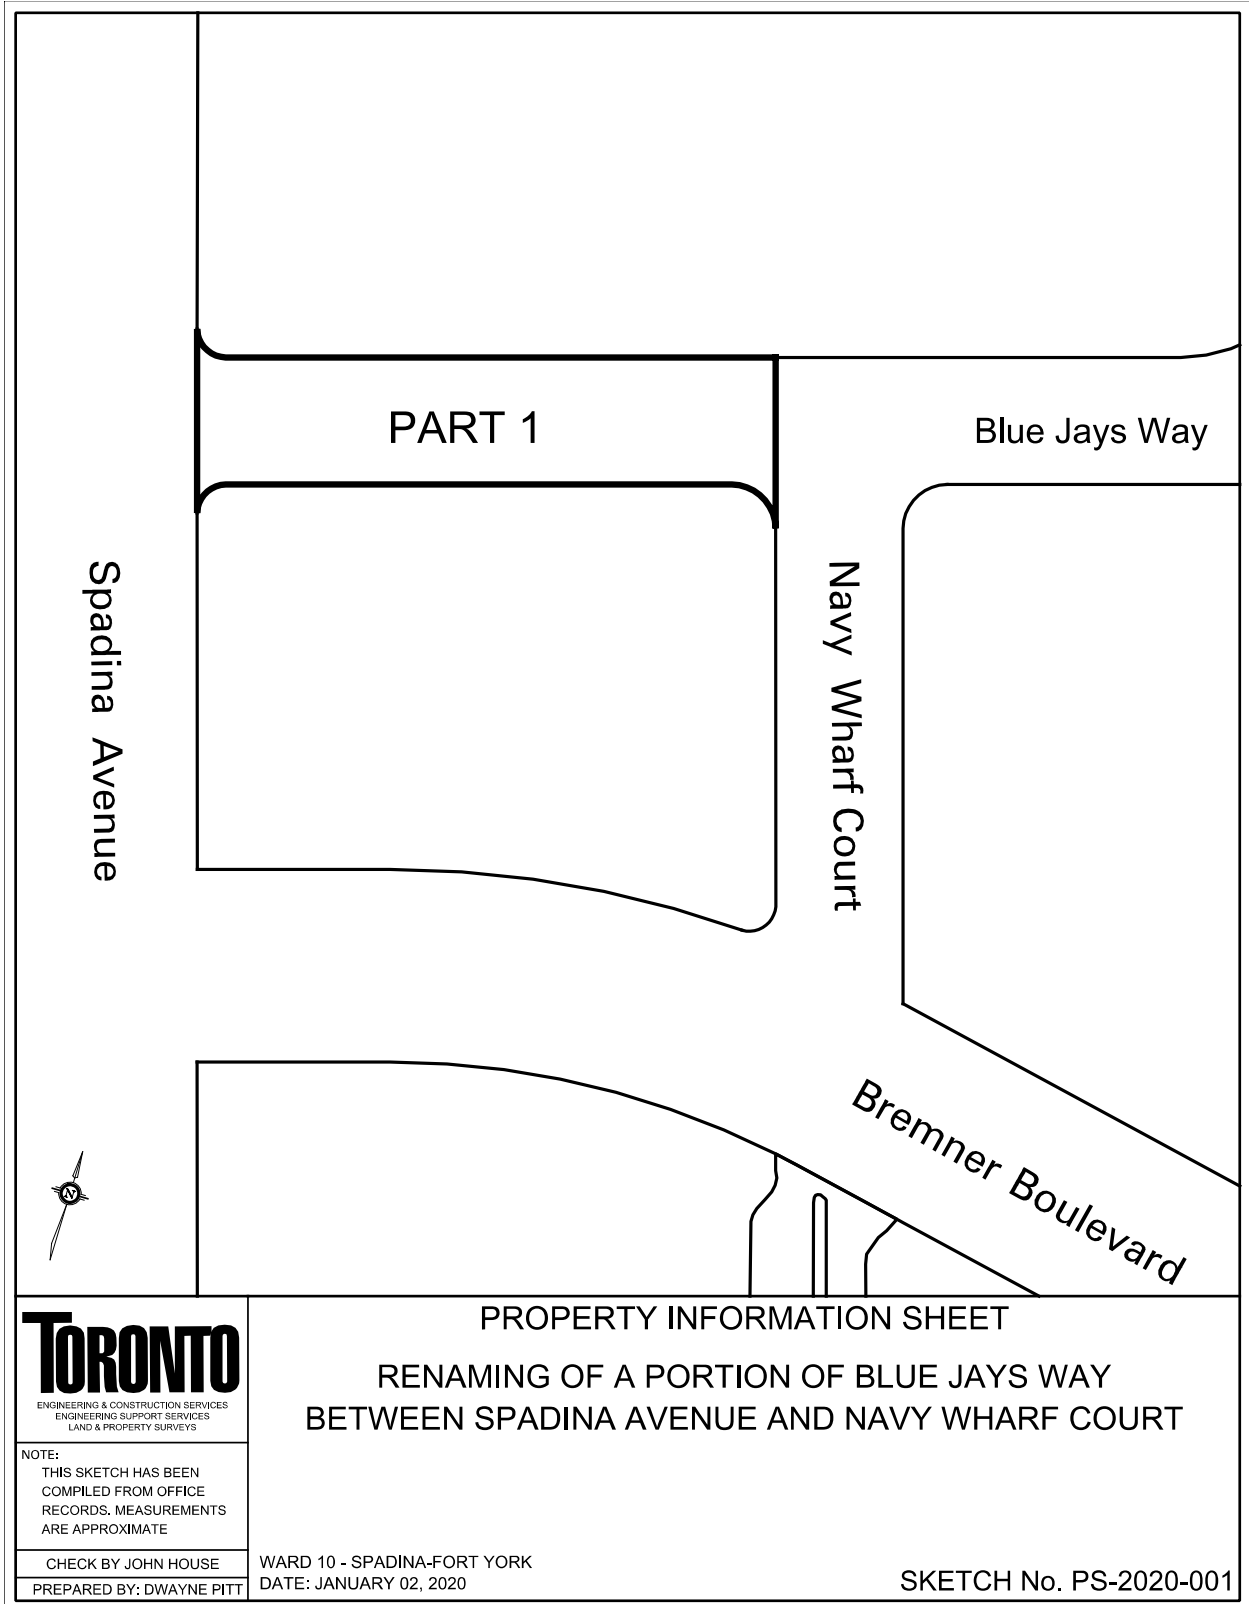 PART 1
Blue Jays Way
Spadina Avenue
Navy Wharf Court
Bremner Boulevard
N
TORONTO
ENGINEERING & CONSTRUCTION SERVICES
ENGINEERING SUPPORT SERVICES
LAND & PROPERTY SURVEYS
NOTE:
THIS SKETCH HAS BEEN
COMPILED FROM OFFICE
RECORDS. MEASUREMENTS
ARE APPROXIMATE
CHECK BY JOHN HOUSE
PREPARED BY: DWAYNE PITT
PROPERTY INFORMATION SHEET
RENAMING OF A PORTION OF BLUE JAYS WAY
BETWEEN SPADINA AVENUE AND NAVY WHARF COURT
WARD 10 - SPADINA-FORT YORK
DATE: JANUARY 02, 2020
SKETCH No. PS-2020-001